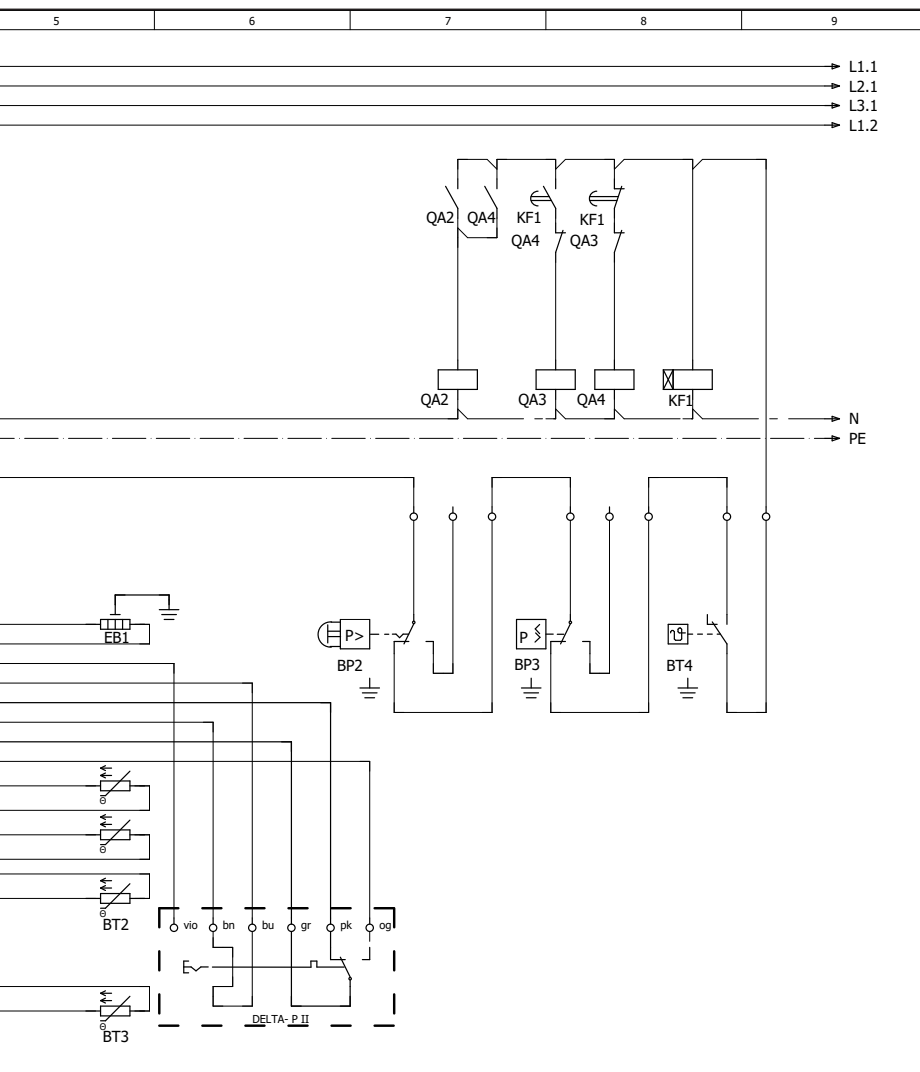 5 6 7 8 9
L1.1
L2.1
L3.1
L1.2
QA2 QA4 KF1 KF1
QA4 QA3
QA2 QA3 QA4 KF1
N
PE
EB1
P> P ϑ
BP2 BP3 BT4
Θ
Θ
Θ
BT2
vio bn bu gr pk og
DELTA- P II
Θ
BT3